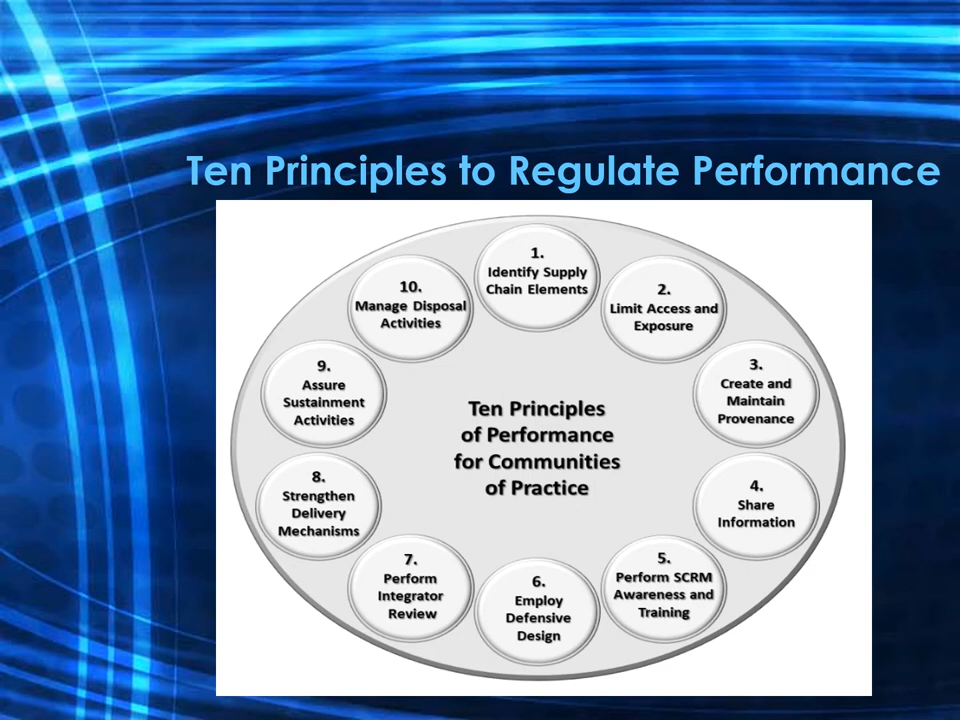 Ten Principles to Regulate Performance
1.
Identify Supply
Chain Elements
2.
Limit Access and
Exposure
3.
Create and
Maintain
Provenance
4.
Share
Information
5.
Perform SCRM
Awareness and
Training
6.
Employ
Defensive
Design
7.
Perform
Integrator
Review
8.
Strengthen
Delivery
Mechanisms
9.
Assure
Sustainment
Activities
10.
Manage Disposal
Activities
Ten Principles
of Performance
for Communities
of Practice